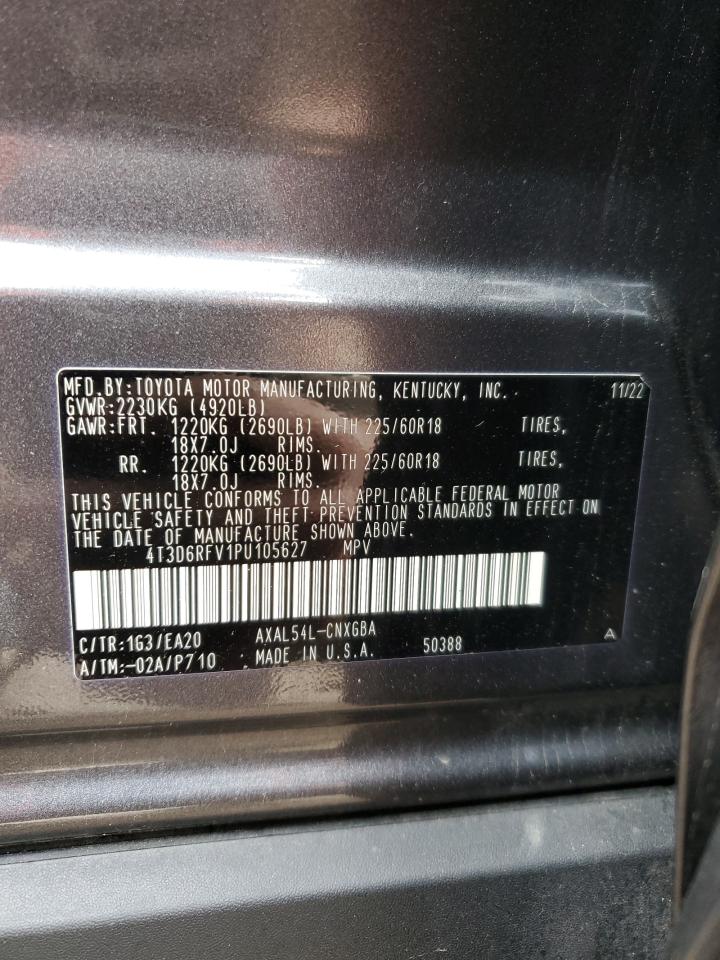 MFD.BY:TOYOTA MOTOR MANUFACTURING, KENTUCKY, INC. 11/22
GVWR:2230KG (4920LB)
GAWR:FRT. 1220KG (2690LB) WITH 225/60R18 TIRES,
18X7.0J RIMS.
RR. 1220KG (2690LB) WITH 225/60R18 TIRES,
18X7.0J RIMS.
THIS VEHICLE CONFORMS TO ALL APPLICABLE FEDERAL MOTOR
VEHICLE SAFETY AND THEFT PREVENTION STANDARDS IN EFFECT ON
THE DATE OF MANUFACTURE SHOWN ABOVE.
4T3D6RFV1PU105627 MPV
C/TR:1G3/EA20 AXAL54L-CNXGBA A
A/TM:-02A/P710 MADE IN U.S.A. 50388